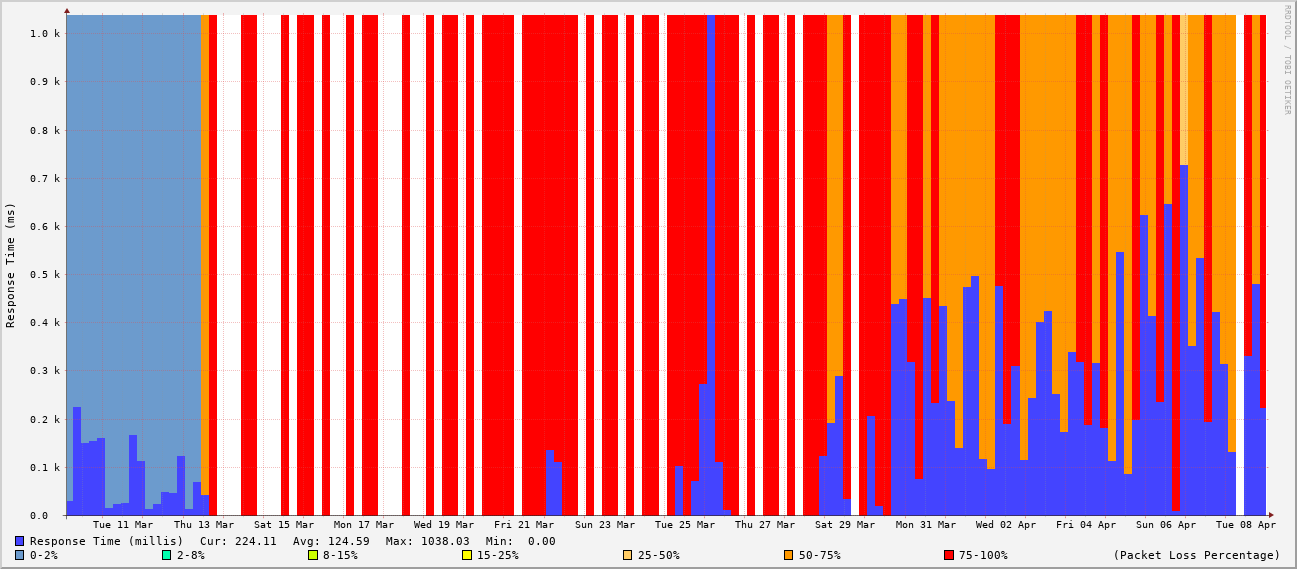 RRDTOOL / TOBI OETIKER
Response Time (ms)
1.0 k
0.9 k
0.8 k
0.7 k
0.6 k
0.5 k
0.4 k
0.3 k
0.2 k
0.1 k
0.0
Tue 11 Mar Thu 13 Mar Sat 15 Mar Mon 17 Mar Wed 19 Mar Fri 21 Mar Sun 23 Mar Tue 25 Mar Thu 27 Mar Sat 29 Mar Mon 31 Mar Wed 02 Apr Fri 04 Apr Sun 06 Apr Tue 08 Apr
Response Time (millis) Cur: 224.11 Avg: 124.59 Max: 1038.03 Min: 0.00
0-2% 2-8% 8-15% 15-25% 25-50% 50-75% 75-100% (Packet Loss Percentage)